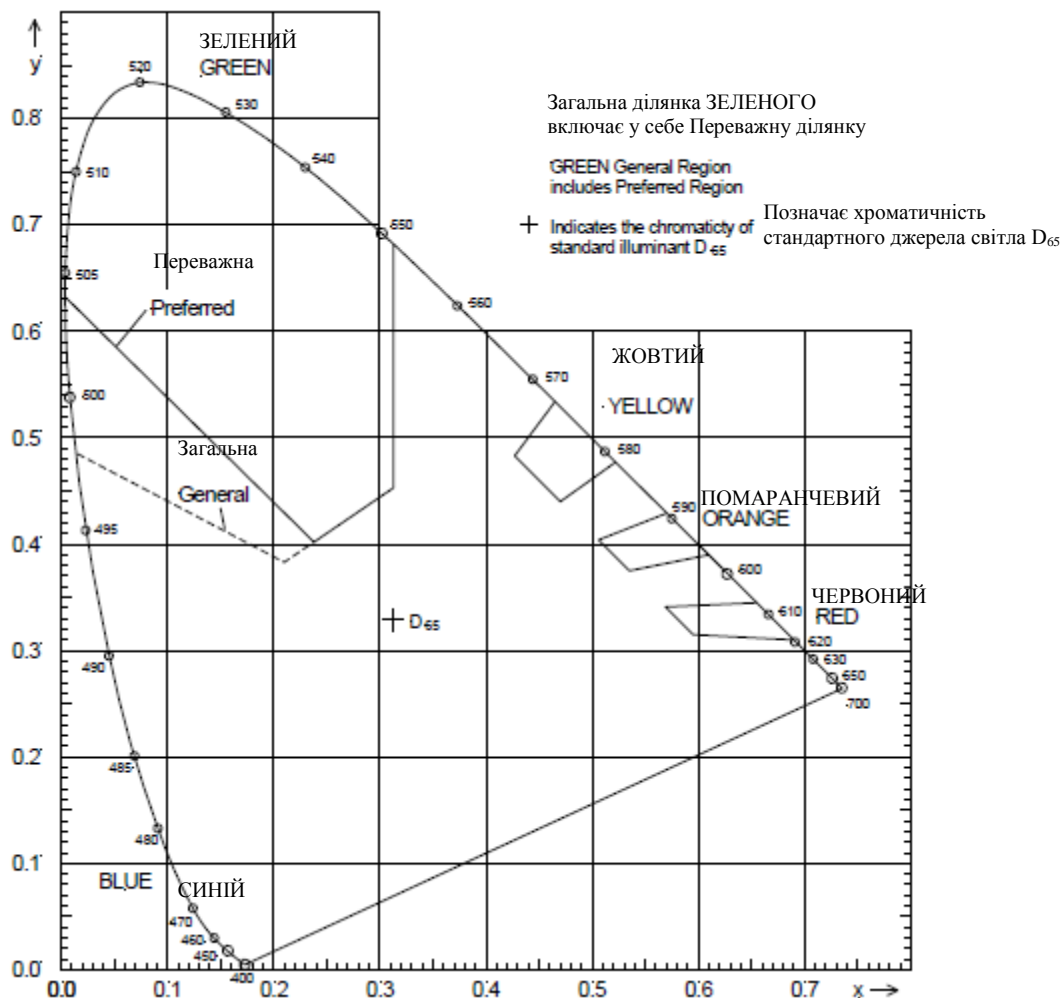 y
ЗЕЛЕНИЙ
GREEN
520
530
540
510
550
505
560
570
500
580
495
590
600
610
620
630
650
700
490
485
480
470
460
450
400
Загальна ділянка ЗЕЛЕНОГО
включає у себе Переважну ділянку
GREEN General Region
includes Preferred Region
+ Indicates the chromaticty of
standard illuminant D65
Позначає хроматичність
стандартного джерела світла D65
Переважна
Preferred
ЖОВТИЙ
YELLOW
Загальна
General
ПОМАРАНЧЕВИЙ
ORANGE
ЧЕРВОНИЙ
RED
D65
BLUE
СИНІЙ
0.8
0.7
0.6
0.5
0.4
0.3
0.2
0.1
0.0
0.0 0.1 0.2 0.3 0.4 0.5 0.6 0.7 x